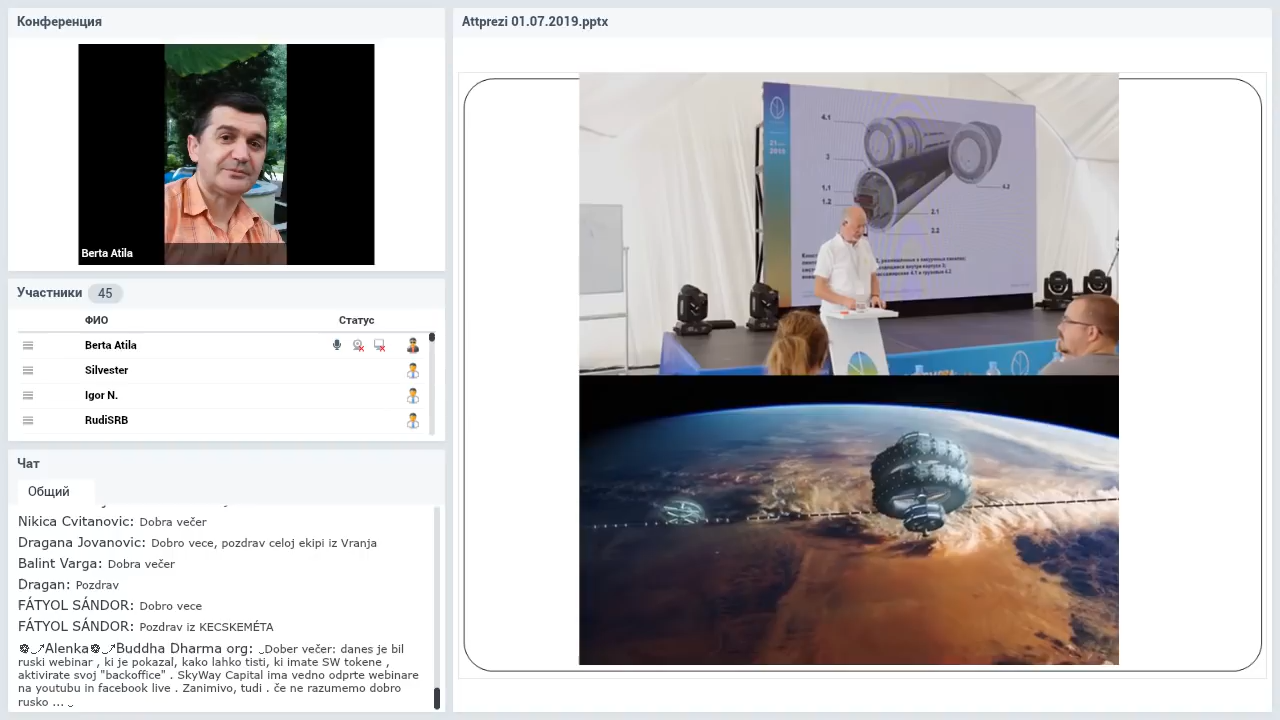 Конференция
Berta Atila
Участники 45
ФИО Статус
Berta Atila
Silvester
Igor N.
RudiSRB
Чат
Общий
Nikica Cvitanovic: Dobra večer
Dragana Jovanovic: Dobro vece, pozdrav celoj ekipi iz Vranja
Balint Varga: Dobra večer
Dragan: Pozdrav
FÁTYOL SÁNDOR: Dobro vece
FÁTYOL SÁNDOR: Pozdrav iz KECSKEMÉTA
Alenka Buddha Dharma org: Dober večer: danes je bil
ruski webinar , ki je pokazal, kako lahko tisti, ki imate SW tokene ,
aktivirate svoj "backoffice" . SkyWay Capital ima vedno odprte webinare
na youtubu in facebook live . Zanimivo, tudi . če ne razumemo dobro
rusko ...
Attprezi 01.07.2019.pptx
4.1
3
1.1
1.2
4.2
2.1
2.2